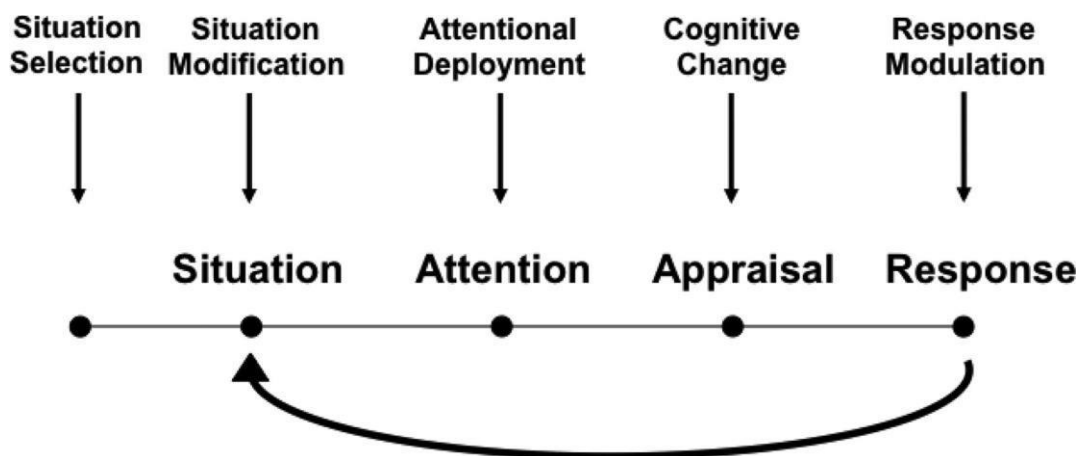 Situation
Selection
Situation
Modification
Attentional
Deployment
Cognitive
Change
Response
Modulation
Situation
Attention
Appraisal
Response